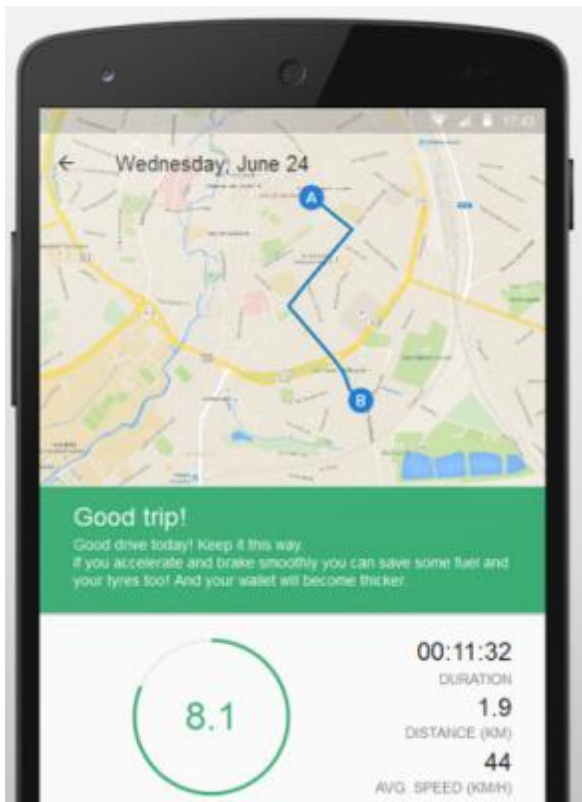 17:43
Wednesday, June 24
A
B
Good trip!
Good drive today! Keep it this way.
If you accelerate and brake smoothly you can save some fuel and
your tyres too! And your wallet will become thicker.
8.1
00:11:32
DURATION
1.9
DISTANCE (KM)
44
AVG. SPEED (KM/H)